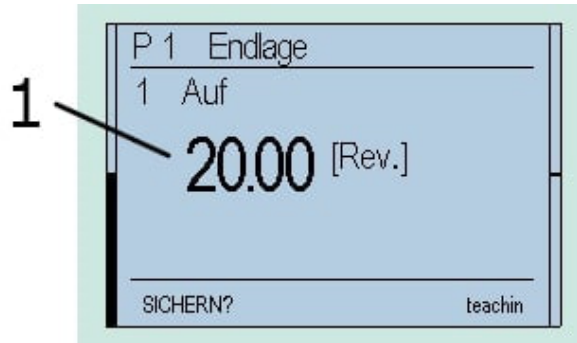 P 1 Endlage
1 Auf
1
20.00 [Rev.]
SICHERN? teachin